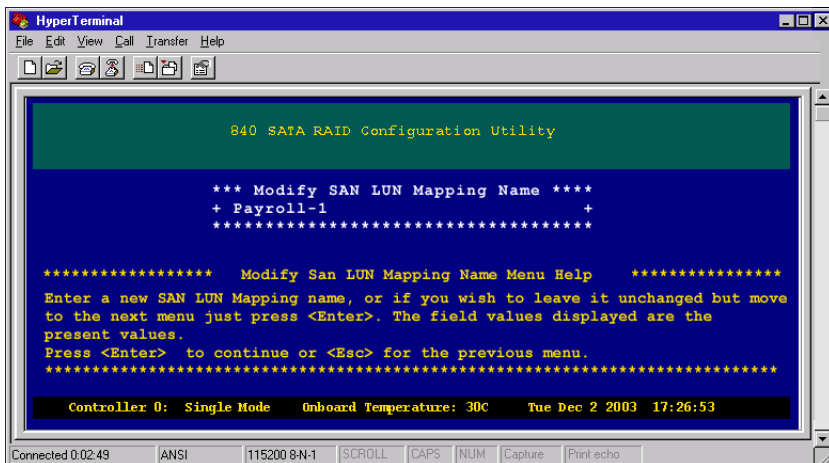 HyperTerminal
File Edit View Call Transfer Help
840 SATA RAID Configuration Utility
*** Modify SAN LUN Mapping Name ****
+ Payroll-1 +
************************************
****************** Modify San LUN Mapping Name Menu Help ****************
Enter a new SAN LUN Mapping name, or if you wish to leave it unchanged but move
to the next menu just press <Enter>. The field values displayed are the
present values.
Press <Enter> to continue or <Esc> for the previous menu.
******************************************************************************
Controller 0: Single Mode Onboard Temperature: 30C Tue Dec 2 2003 17:26:53
Connected 0:02:49 ANSI 115200 8-N-1 SCROLL CAPS NUM Capture Print echo